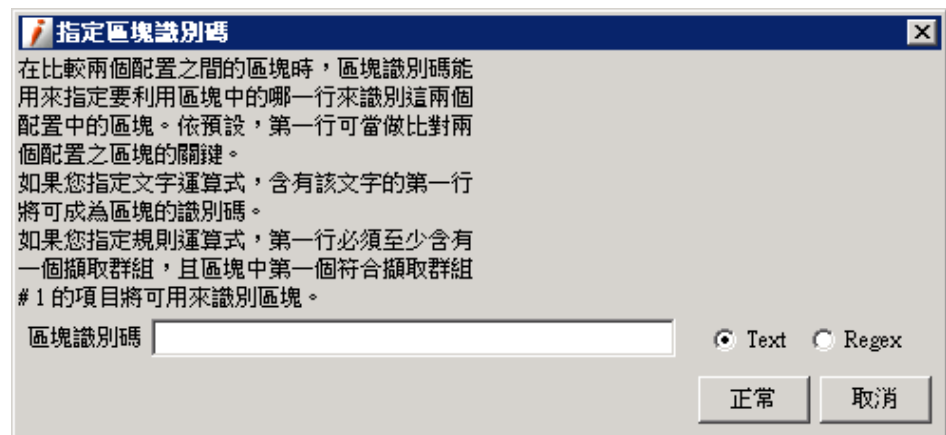 指定區塊識別碼
在比較兩個配置之間的區塊時，區塊識別碼能
用來指定要利用區塊中的哪一行來識別這兩個
配置中的區塊。依預設，第一行可當做比對兩
個配置之區塊的關鍵。
如果您指定文字運算式，含有該文字的第一行
將可成為區塊的識別碼。
如果您指定規則運算式，第一行必須至少含有
一個擷取群組，且區塊中第一個符合擷取群組
#1的項目將可用來識別區塊。
區塊識別碼 Text Regex
正常 取消